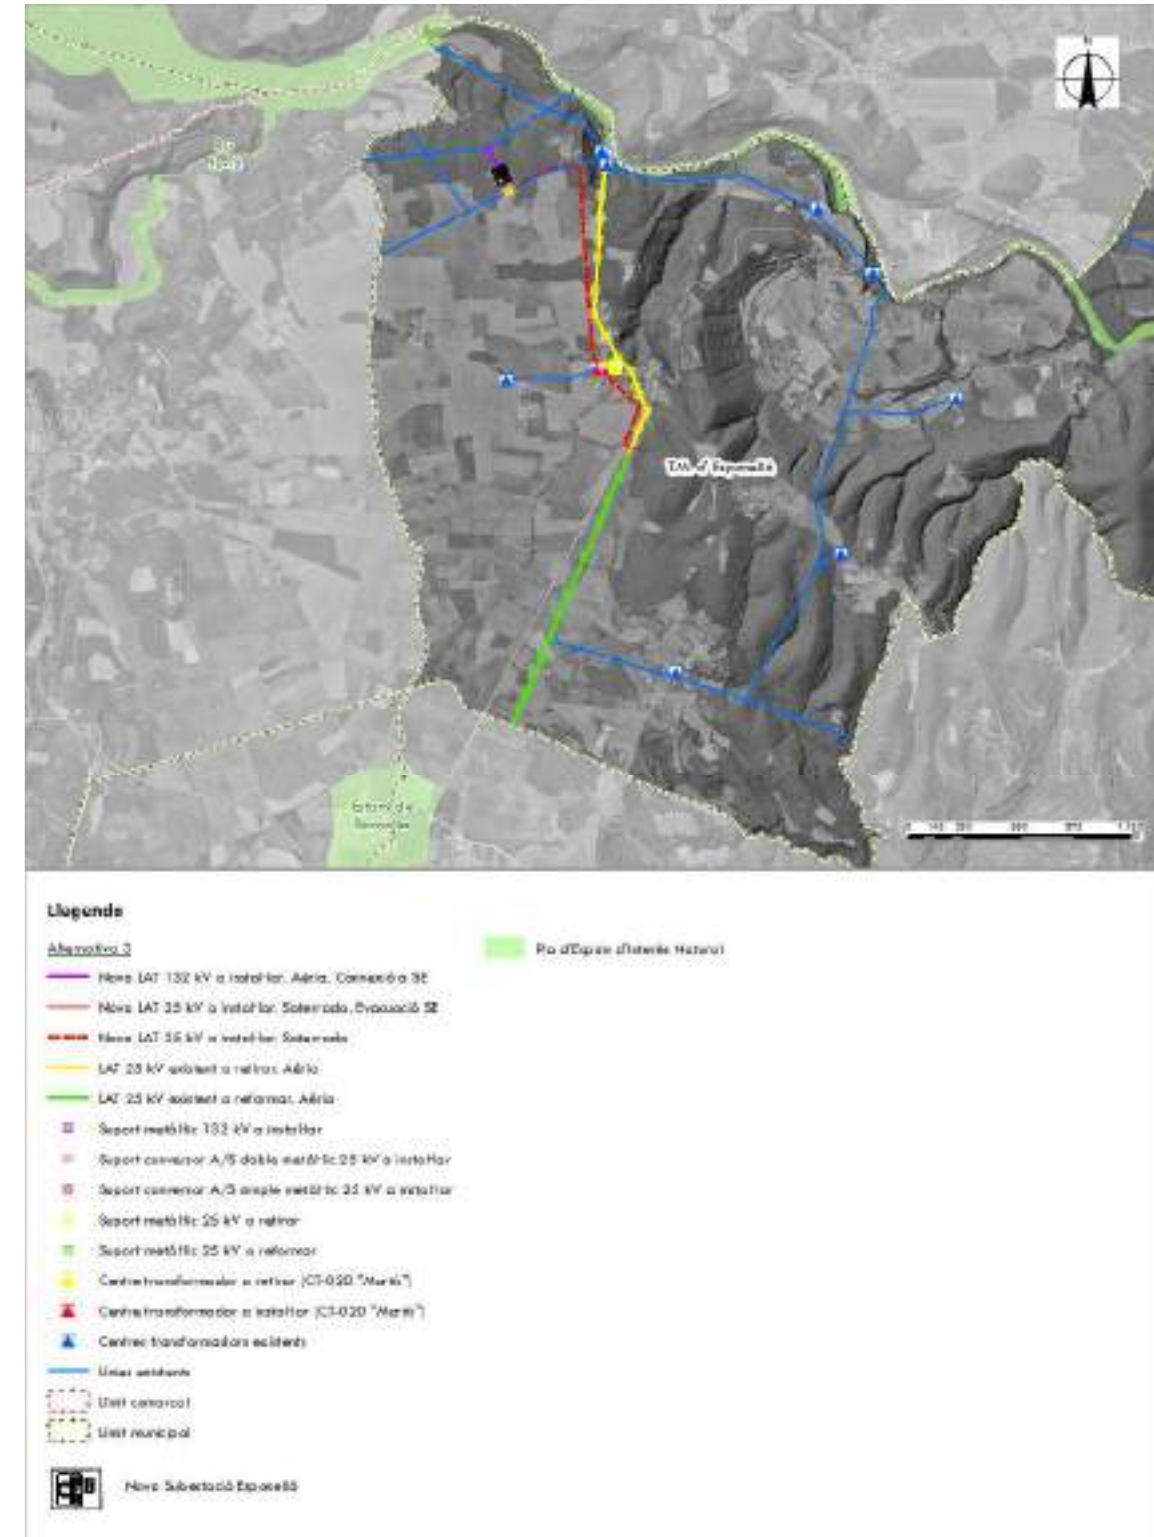 N
T.M. d'Esponellà
Estany de
Llegenda
Alternativa 3
Pla d'Espais d'Interès Natural
Nova LAT 132 kV a instal·lar. Aèria. Connexió a SE
Nova LAT 25 kV a instal·lar. Soterrada. Evacuació SE
Nova LAT 25 kV a instal·lar. Soterrada
LAT 25 kV existent a retirar. Aèria
LAT 25 kV existent a reformar. Aèria
Suport metàl·lic 132 kV a instal·lar
Suport conversor A/S doble metàl·lic 25 kV a instal·lar
Suport conversor A/S simple metàl·lic 25 kV a instal·lar
Suport metàl·lic 25 kV a retirar
Suport metàl·lic 25 kV a reformar
Centre transformador a retirar (CT-020 "Martís")
Centre transformador a instal·lar (CT-020 "Martís")
Centres transformadors existents
Línies existents
Límit comarcal
Límit municipal
Nova Subestació Esponellà